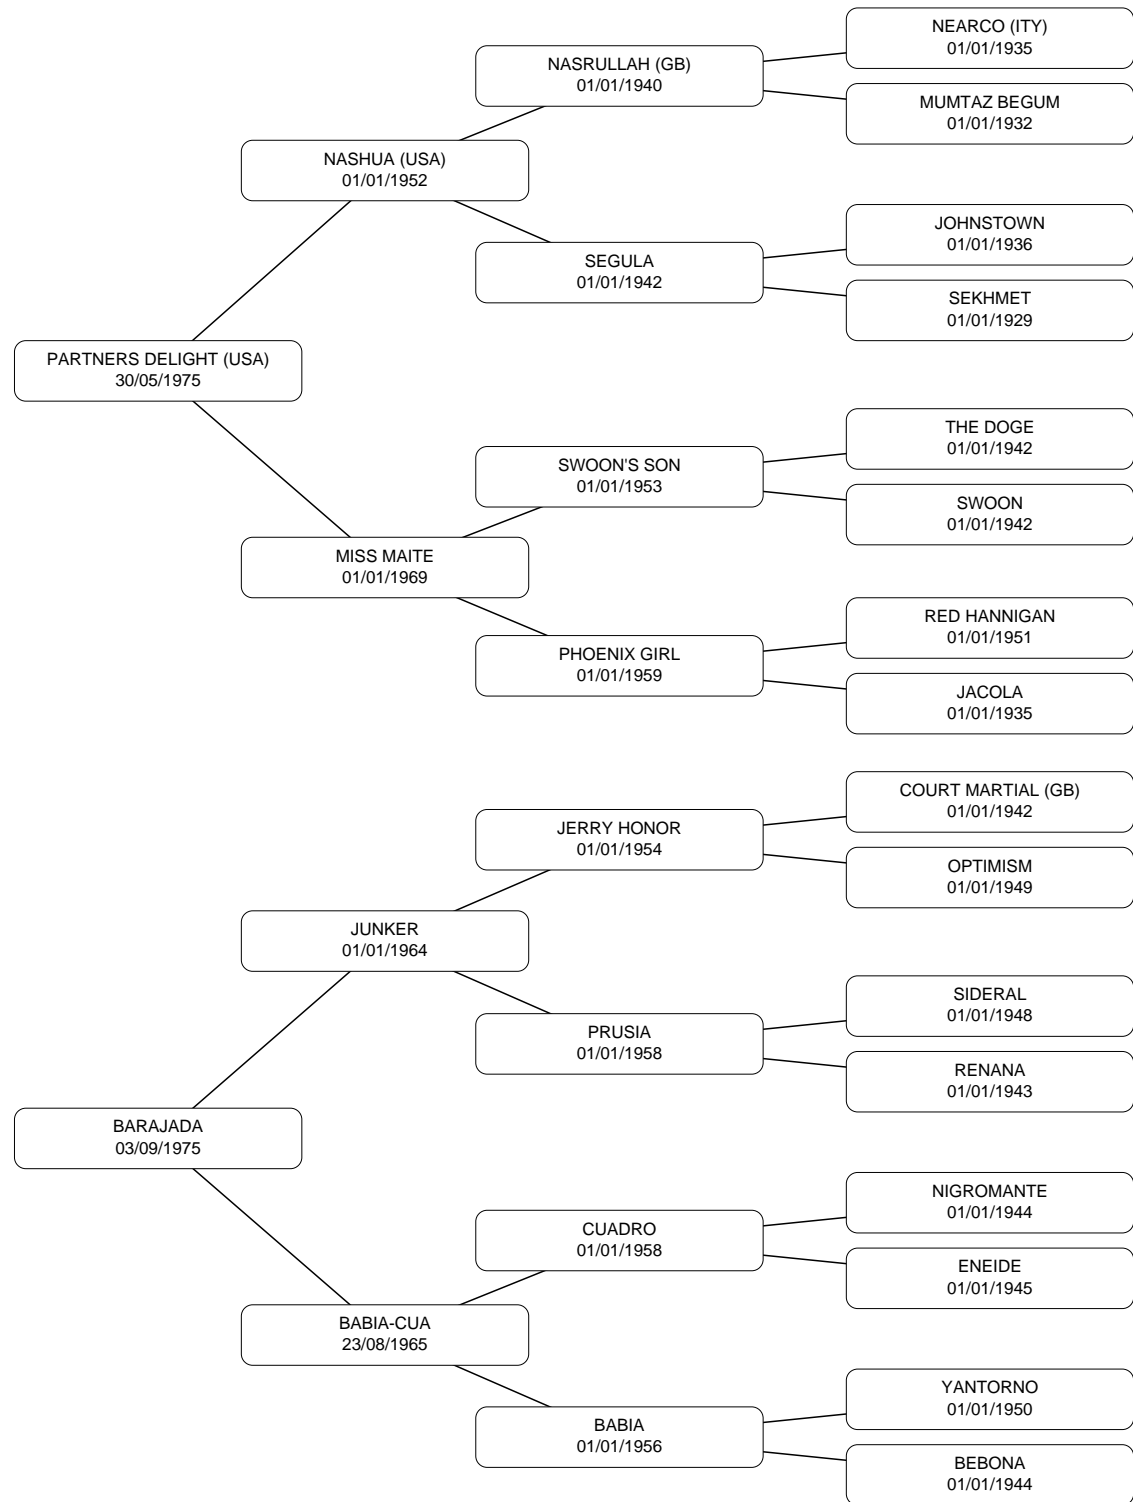 NEARCO (ITY)
01/01/1935
NASRULLAH (GB)
01/01/1940
MUMTAZ BEGUM
01/01/1932
NASHUA (USA)
01/01/1952
JOHNSTOWN
01/01/1936
SEGULA
01/01/1942
SEKHMET
01/01/1929
PARTNERS DELIGHT (USA)
30/05/1975
THE DOGE
01/01/1942
SWOON'S SON
01/01/1953
SWOON
01/01/1942
MISS MAITE
01/01/1969
RED HANNIGAN
01/01/1951
PHOENIX GIRL
01/01/1959
JACOLA
01/01/1935
COURT MARTIAL (GB)
01/01/1942
JERRY HONOR
01/01/1954
OPTIMISM
01/01/1949
JUNKER
01/01/1964
SIDERAL
01/01/1948
PRUSIA
01/01/1958
RENANA
01/01/1943
BARAJADA
03/09/1975
NIGROMANTE
01/01/1944
CUADRO
01/01/1958
ENEIDE
01/01/1945
BABIA-CUA
23/08/1965
YANTORNO
01/01/1950
BABIA
01/01/1956
BEBONA
01/01/1944